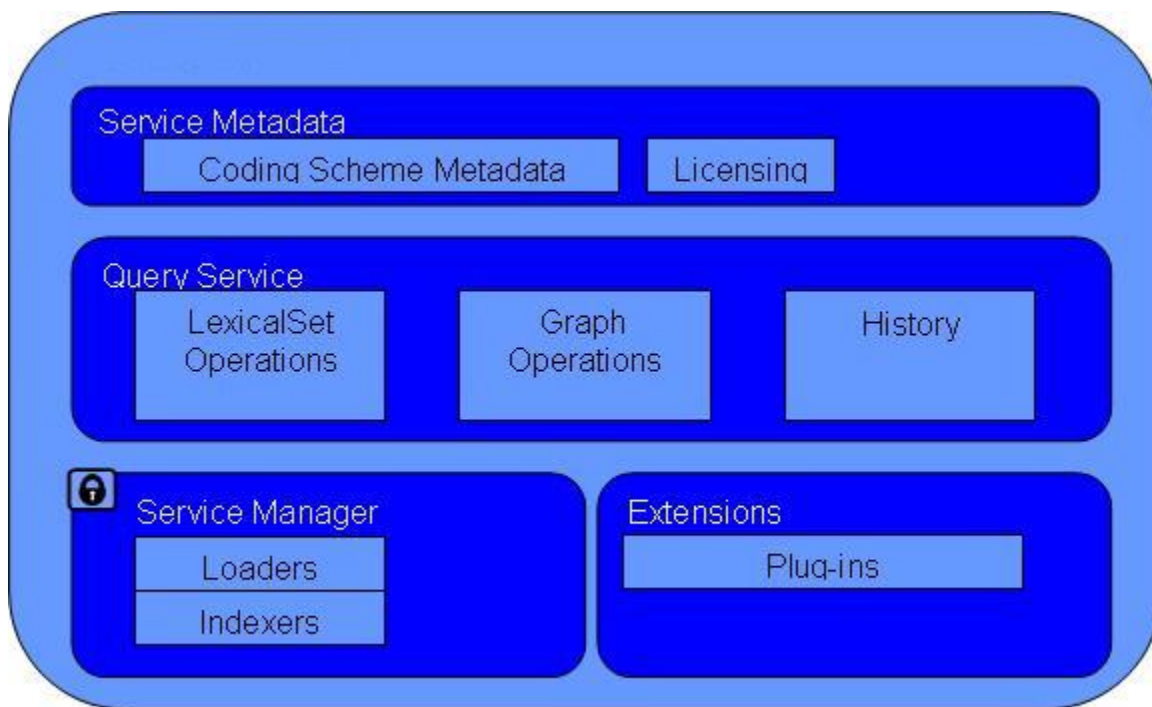 Service Metadata
Coding Scheme Metadata
Licensing
Query Service
LexicalSet
Operations
Graph
Operations
History
Service Manager
Loaders
Indexers
Extensions
Plug-ins